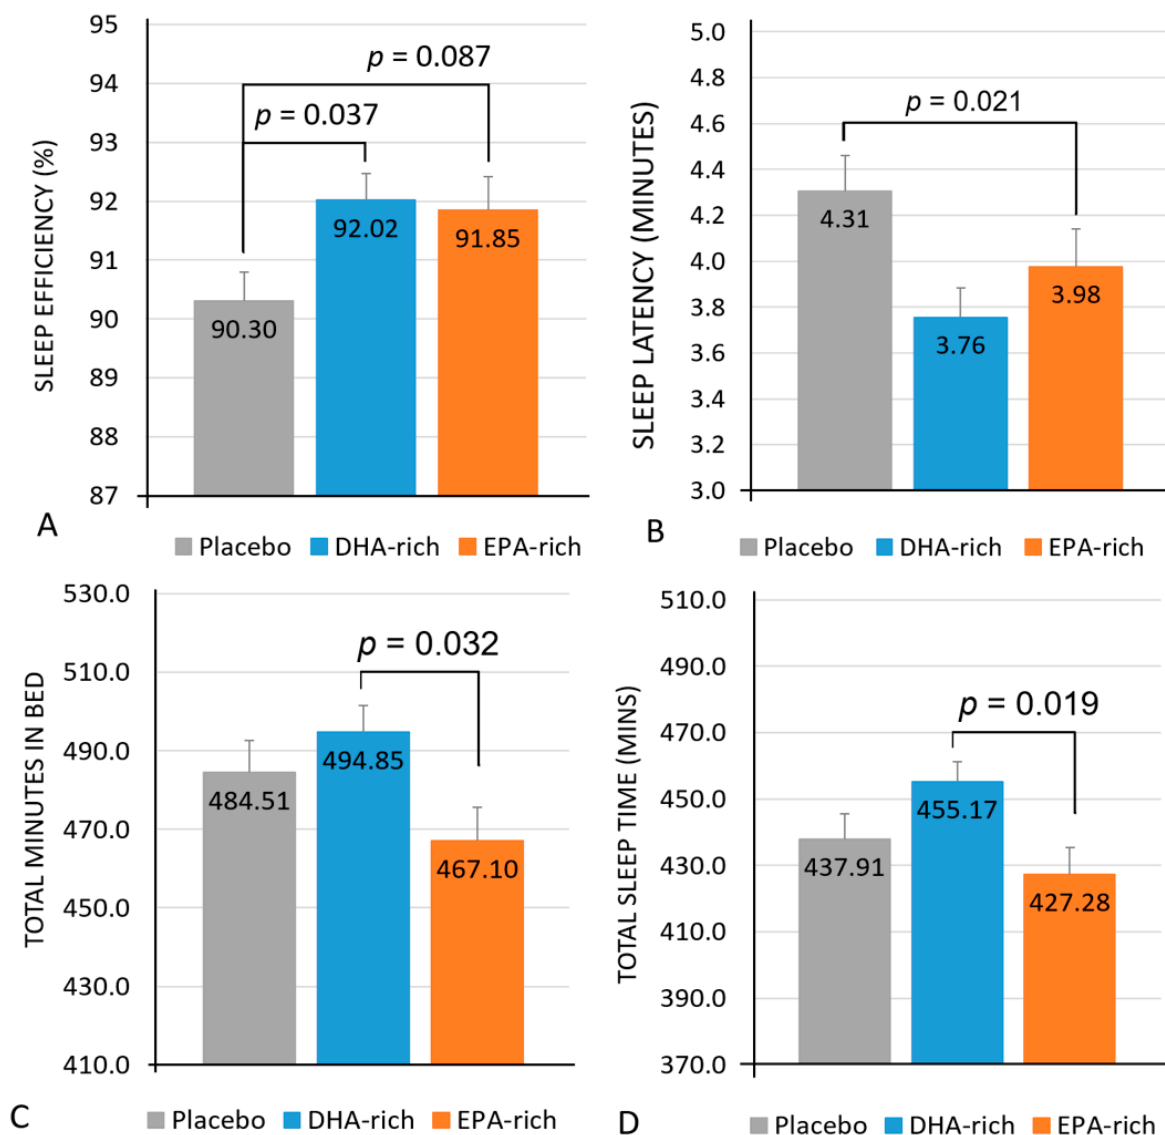 SLEEP EFFICIENCY (%)
95
94
93
92
91
90
89
88
87
p = 0.087
p = 0.037
90.30
92.02
91.85
A
Placebo DHA-rich EPA-rich
SLEEP LATENCY (MINUTES)
5.0
4.8
4.6
4.4
4.2
4.0
3.8
3.6
3.4
3.2
3.0
p = 0.021
4.31
3.76
3.98
B
Placebo DHA-rich EPA-rich
TOTAL MINUTES IN BED
530.0
510.0
490.0
470.0
450.0
430.0
410.0
p = 0.032
484.51
494.85
467.10
C
Placebo DHA-rich EPA-rich
TOTAL SLEEP TIME (MINS)
510.0
490.0
470.0
450.0
430.0
410.0
390.0
370.0
p = 0.019
437.91
455.17
427.28
D
Placebo DHA-rich EPA-rich